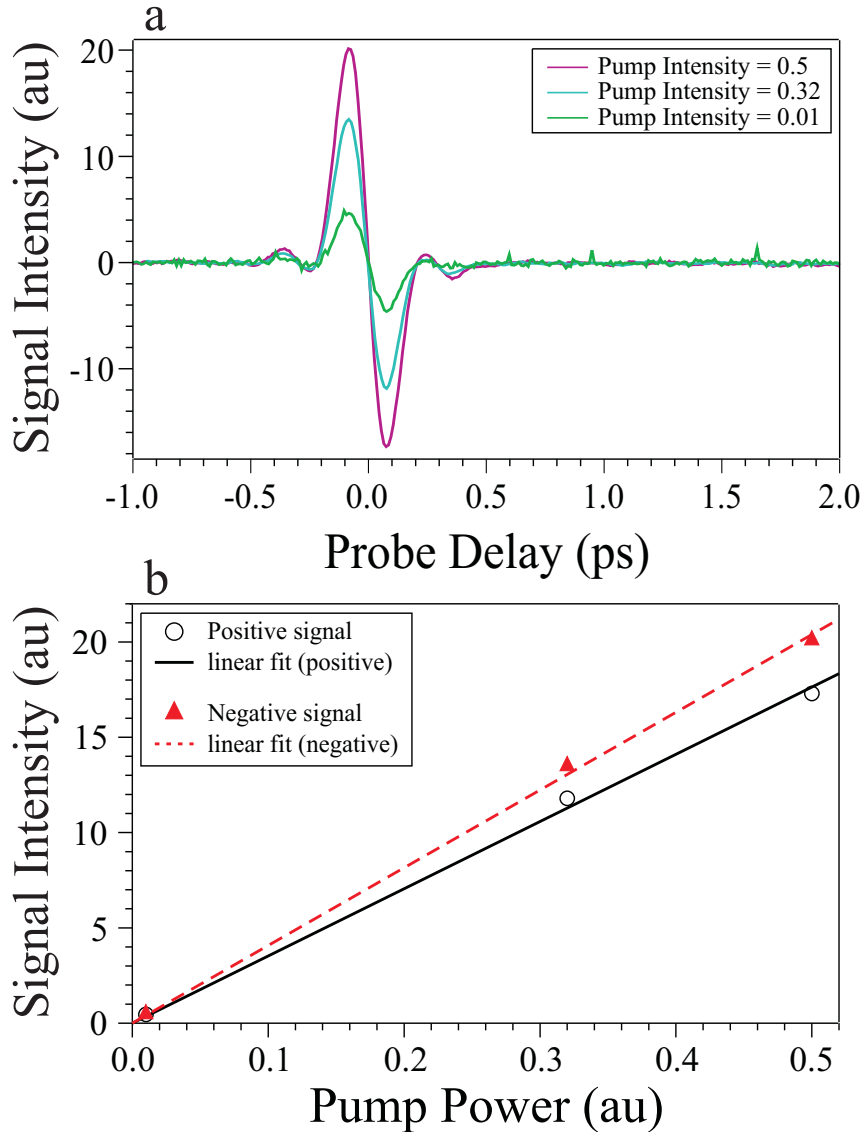 a
Signal Intensity (au)
20
10
0
-10
Pump Intensity = 0.5
Pump Intensity = 0.32
Pump Intensity = 0.01
-1.0 -0.5 0.0 0.5 1.0 1.5 2.0
Probe Delay (ps)
b
Signal Intensity (au)
20
15
10
5
0
Positive signal
linear fit (positive)
Negative signal
linear fit (negative)
0.0 0.1 0.2 0.3 0.4 0.5
Pump Power (au)